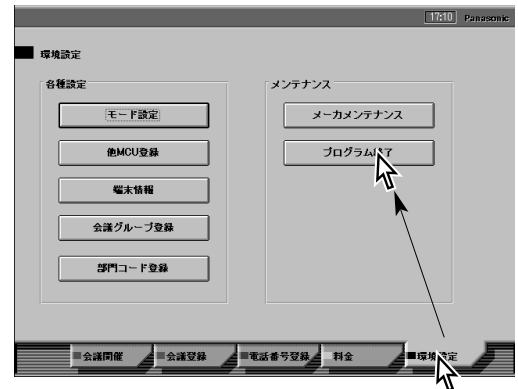 17:10 Panasonic
環境設定
各種設定
モード設定
他MCU登録
端末情報
会議グループ登録
部門コード登録
メンテナンス
メーカメンテナンス
プログラム終了
会議開催 会議登録 電話番号登録 料金 環境設定